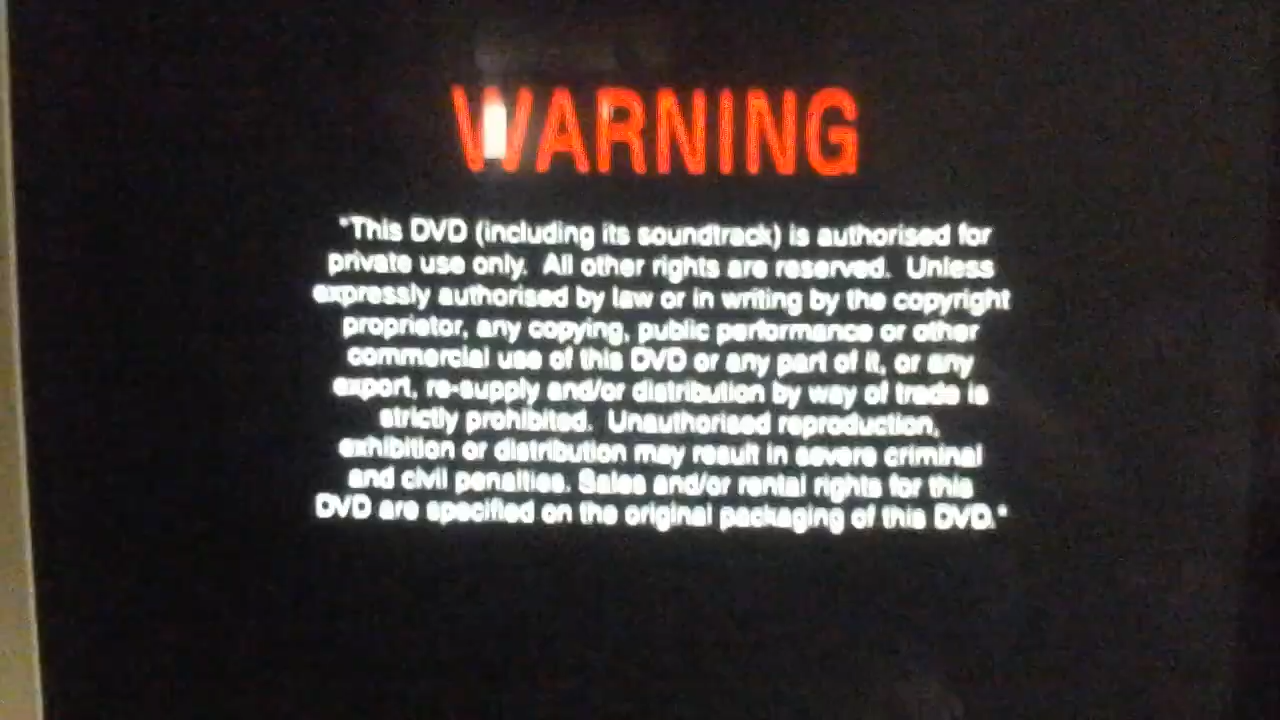 WARNING
"This DVD (including its soundtrack) is authorised for
private use only. All other rights are reserved. Unless
expressly authorised by law or in writing by the copyright
proprietor, any copying, public performance or other
commercial use of this DVD or any part of it, or any
export, re-supply and/or distribution by way of trade is
strictly prohibited. Unauthorised reproduction,
exhibition or distribution may result in severe criminal
and civil penalties. Sales and/or rental rights for this
DVD are specified on the original packaging of this DVD."